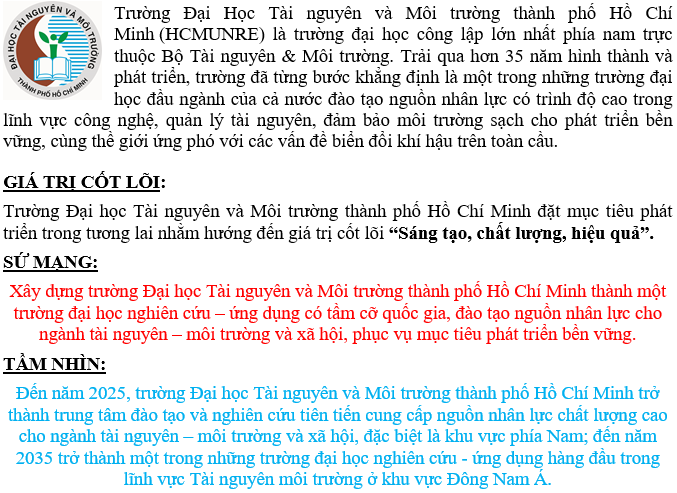 ĐẠI HỌC TÀI NGUYÊN VÀ MÔI TRƯỜNG
THÀNH PHỐ HỒ CHÍ MINH
Trường Đại Học Tài nguyên và Môi trường thành phố Hồ Chí
Minh (HCMUNRE) là trường đại học công lập lớn nhất phía nam trực
thuộc Bộ Tài nguyên & Môi trường. Trải qua hơn 35 năm hình thành và
phát triển, trường đã từng bước khẳng định là một trong những trường đại
học đầu ngành của cả nước đào tạo nguồn nhân lực có trình độ cao trong
lĩnh vực công nghệ, quản lý tài nguyên, đảm bảo môi trường sạch cho phát triển bền
vững, cùng thế giới ứng phó với các vấn đề biến đổi khí hậu trên toàn cầu.
GIÁ TRỊ CỐT LÕI:
Trường Đại học Tài nguyên và Môi trường thành phố Hồ Chí Minh đặt mục tiêu phát
triển trong tương lai nhằm hướng đến giá trị cốt lõi “Sáng tạo, chất lượng, hiệu quả”.
SỨ MẠNG:
Xây dựng trường Đại học Tài nguyên và Môi trường thành phố Hồ Chí Minh thành một
trường đại học nghiên cứu – ứng dụng có tầm cỡ quốc gia, đào tạo nguồn nhân lực cho
ngành tài nguyên – môi trường và xã hội, phục vụ mục tiêu phát triển bền vững.
TẦM NHÌN:
Đến năm 2025, trường Đại học Tài nguyên và Môi trường thành phố Hồ Chí Minh trở
thành trung tâm đào tạo và nghiên cứu tiên tiến cung cấp nguồn nhân lực chất lượng cao
cho ngành tài nguyên – môi trường và xã hội, đặc biệt là khu vực phía Nam; đến năm
2035 trở thành một trong những trường đại học nghiên cứu - ứng dụng hàng đầu trong
lĩnh vực Tài nguyên môi trường ở khu vực Đông Nam Á.